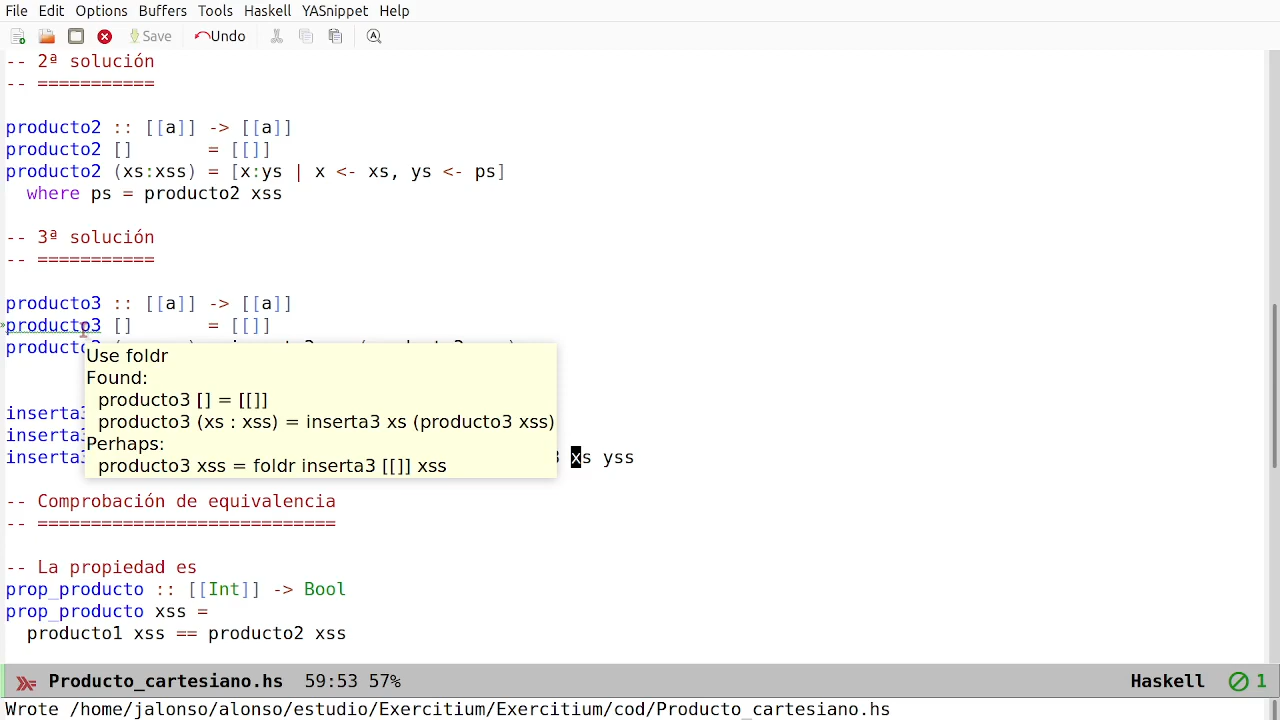 File Edit Options Buffers Tools Haskell YASnippet Help
Save Undo
-- 2ª solución
-- ===========
producto2 :: [[a]] -> [[a]]
producto2 []       = [[]]
producto2 (xs:xss) = [x:ys | x <- xs, ys <- ps]
  where ps = producto2 xss
-- 3ª solución
-- ===========
producto3 :: [[a]] -> [[a]]
producto3 []       = [[]]
Use foldr
Found:
  producto3 [] = [[]]
  producto3 (xs : xss) = inserta3 xs (producto3 xss)
inserta3
Perhaps:
  producto3 xss = foldr inserta3 [[]] xss
xs yss
-- Comprobación de equivalencia
-- ============================
-- La propiedad es
prop_producto :: [[Int]] -> Bool
prop_producto xss =
  producto1 xss == producto2 xss
Producto_cartesiano.hs 59:53 57% Haskell 1
Wrote /home/jalonso/alonso/estudio/Exercitium/Exercitium/cod/Producto_cartesiano.hs